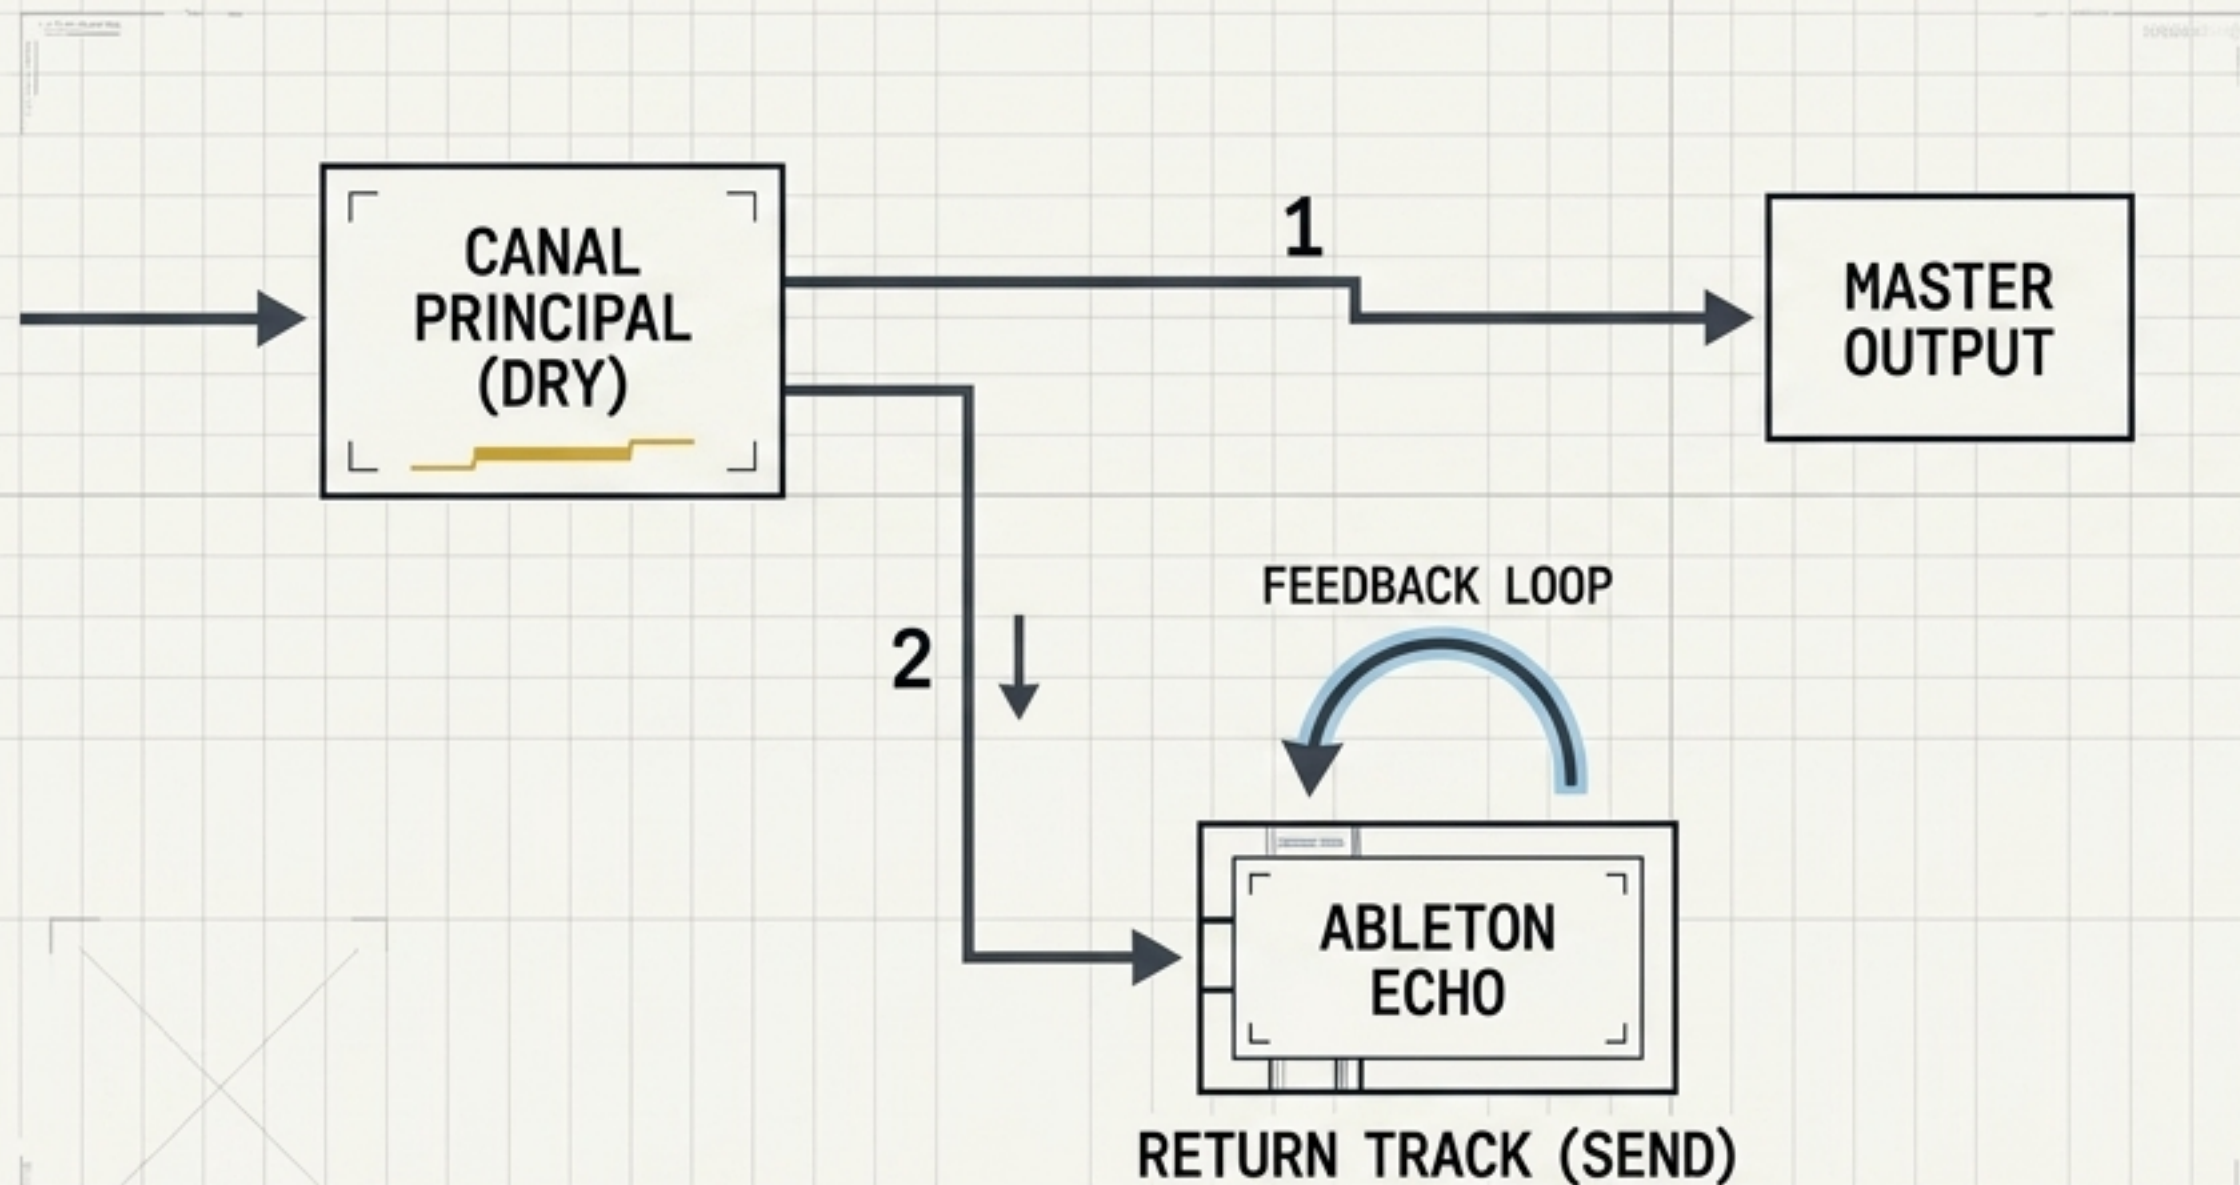 CANAL
PRINCIPAL
(DRY)
1
MASTER
OUTPUT
2
FEEDBACK LOOP
ABLETON
ECHO
RETURN TRACK (SEND)